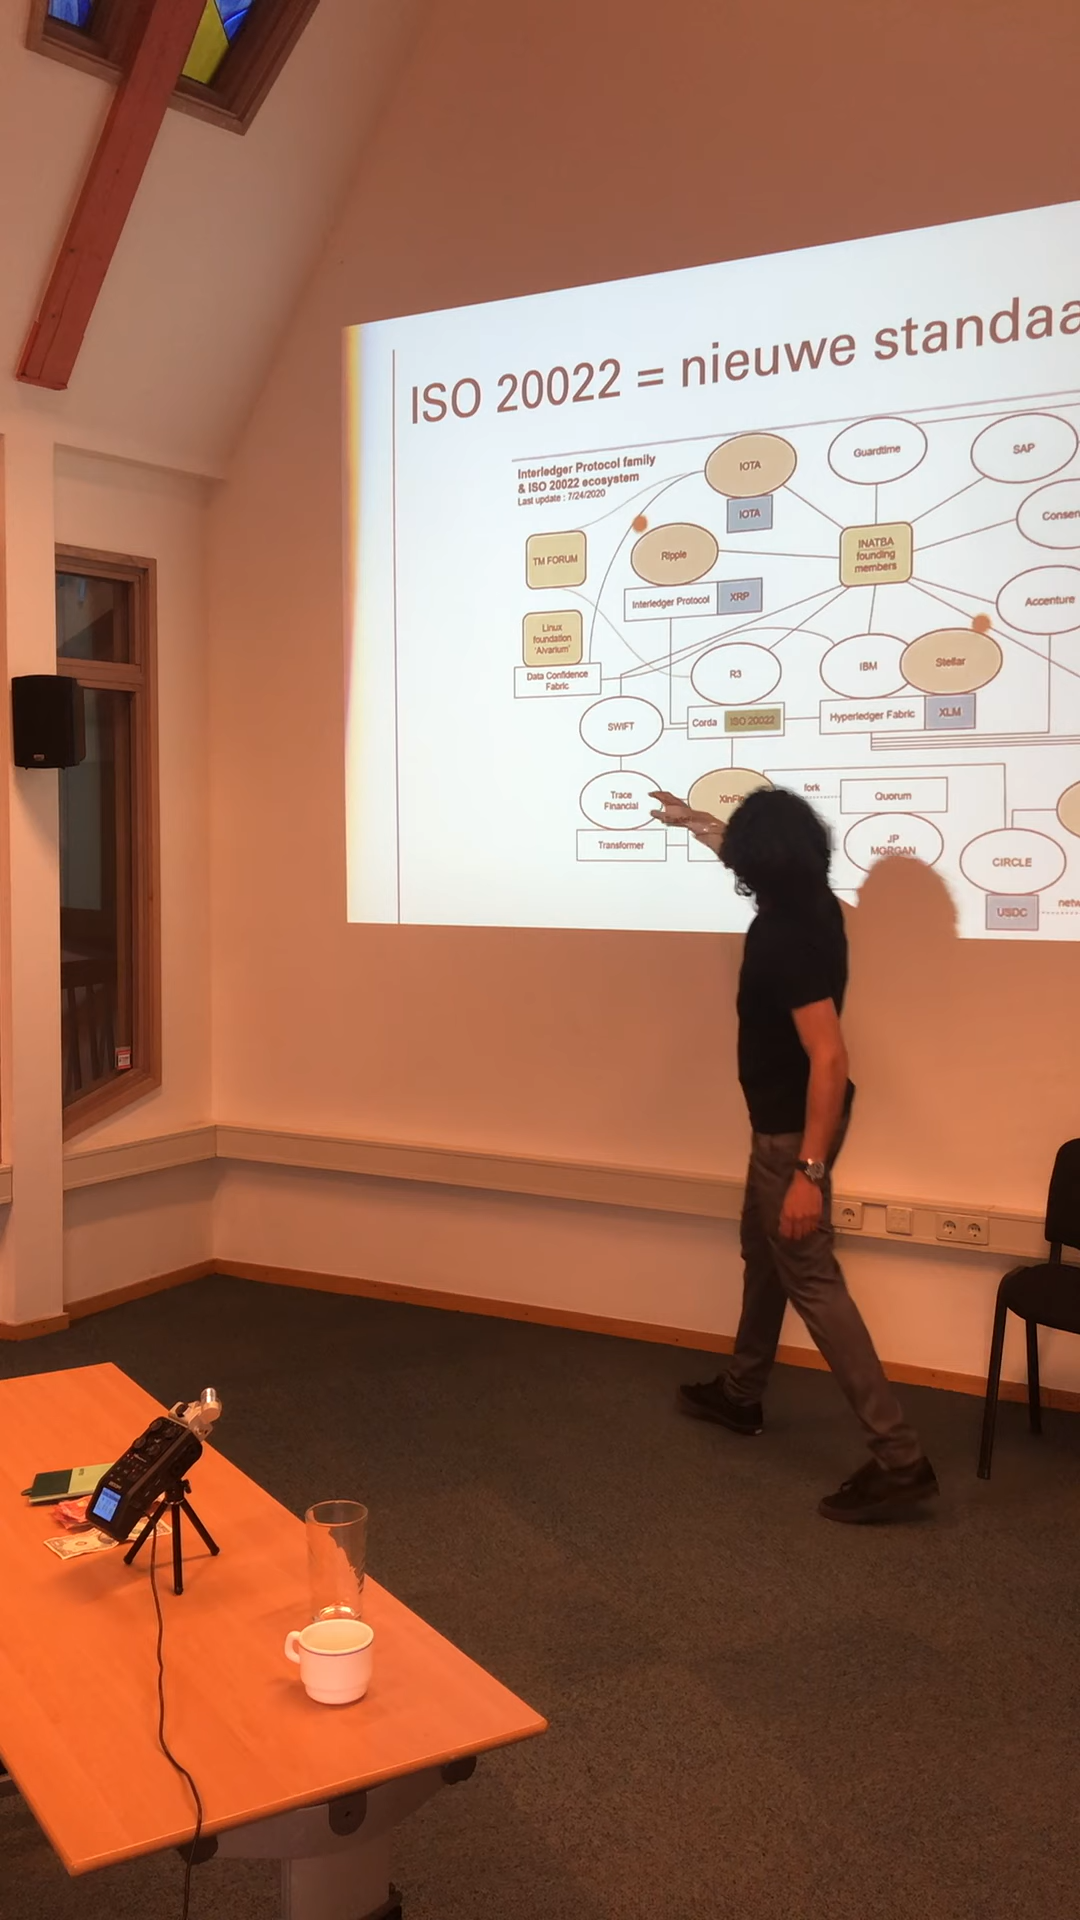 ISO 20022 = nieuwe
Interledger Protocol family
& ISO 20022 ecosystem
Last update : 7/24/2020
IOTA
Guardtime
SAP
IOTA
TM FORUM
Ripple
INATBA
founding
members
Interledger Protocol
XRP
Accenture
Linux
foundation
'Alvarium'
Data Confidence
Fabric
R3
IBM
Stellar
SWIFT
Corda
ISO 20022
Hyperledger Fabric
XLM
Trace
Financial
fork
Quorum
Transformer
JP
MORGAN
CIRCLE
USDC